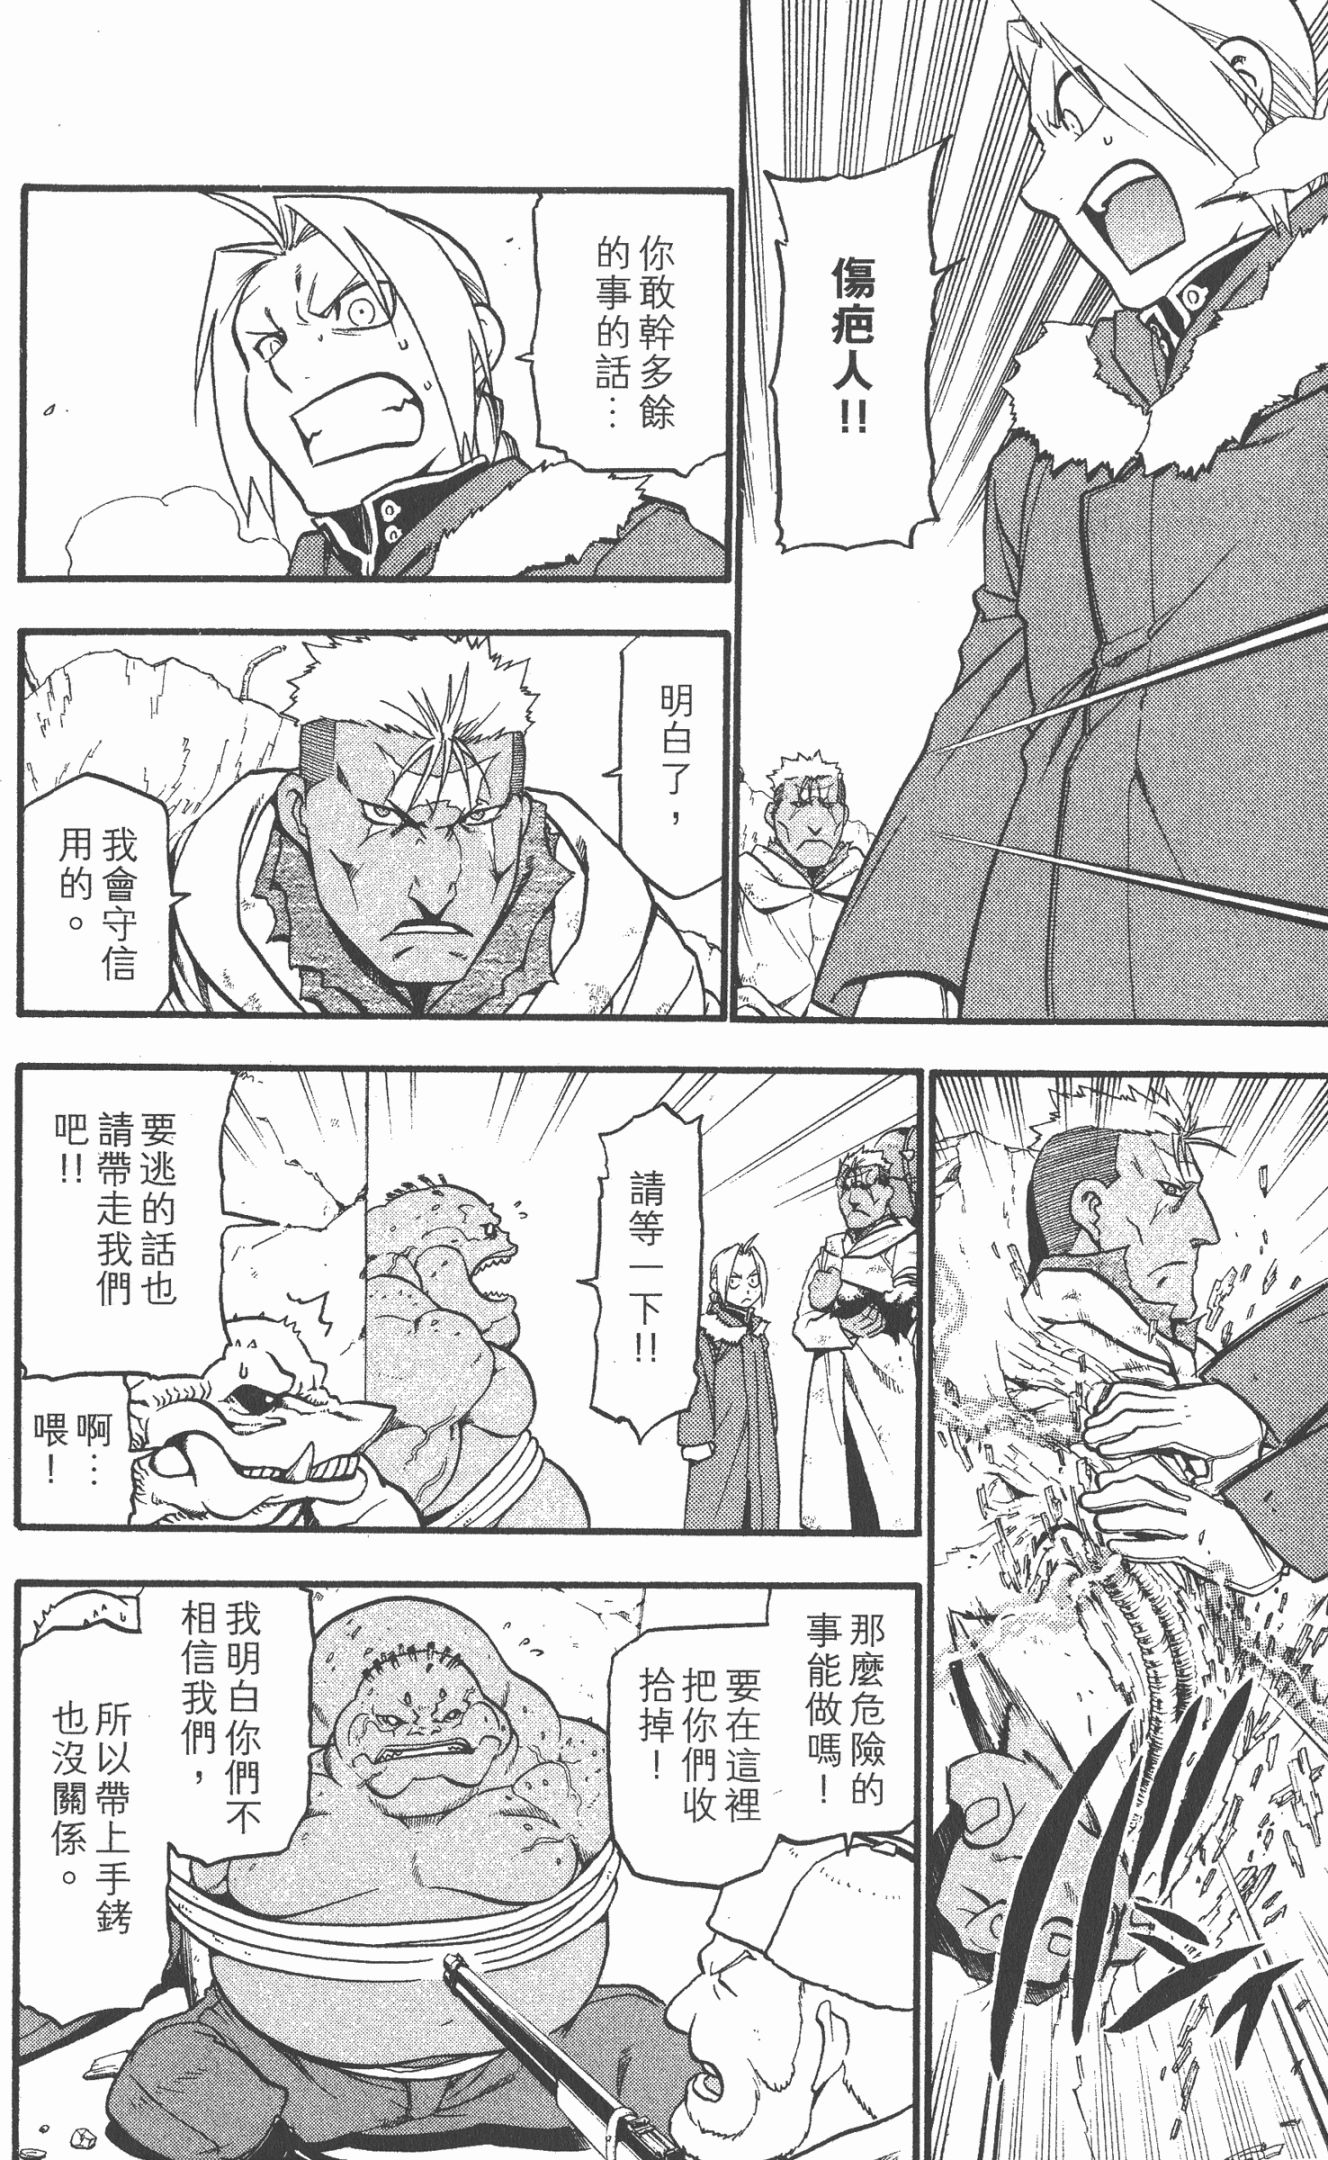 傷疤人!!
你敢幹多餘
的事的話…
明白了，
我會守信
用的。
請等一下!!
要逃的話也
請帶走我們
吧!!
啊…
喂！
那麼危險的
事能做嗎！
要在這裡
把你們收
拾掉！
我明白你們不
相信我們，
所以帶上手銬
也沒關係。